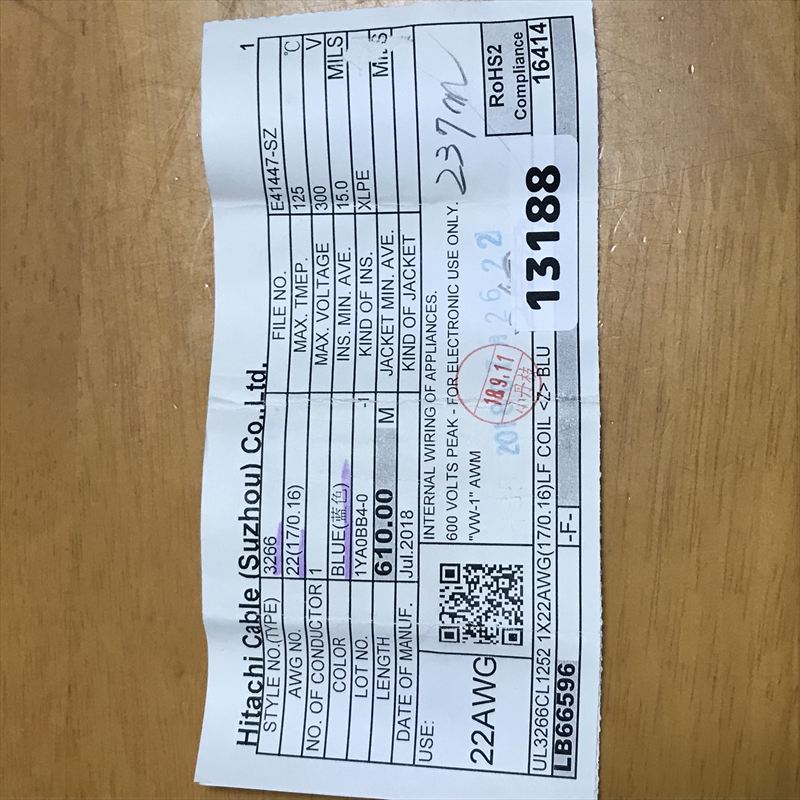 Hitachi Cable (Suzhou) Co.,Ltd. 1
STYLE NO.(TYPE) 3266 FILE NO. E41447-SZ
AWG NO. 22(17/0.16) MAX. TMEP. 125 ℃
NO. OF CONDUCTOR 1 MAX. VOLTAGE 300 V
COLOR BLUE(蓝色) INS. MIN. AVE. 15.0 MILS
LOT NO. 1YA0BB4-0 -1 KIND OF INS. XLPE
LENGTH 610.00 M JACKET MIN. AVE. MILS
DATE OF MANUF. Jul.2018 KIND OF JACKET
USE: INTERNAL WIRING OF APPLIANCES.
600 VOLTS PEAK - FOR ELECTRONIC USE ONLY.
"VW-1" AWM
22AWG
237m
RoHS2
Compliance
18.9.11
UL3266CL1252 1X22AWG(17/0.16)LF COIL <Z> BLU 16414
13188
LB66596 -F-